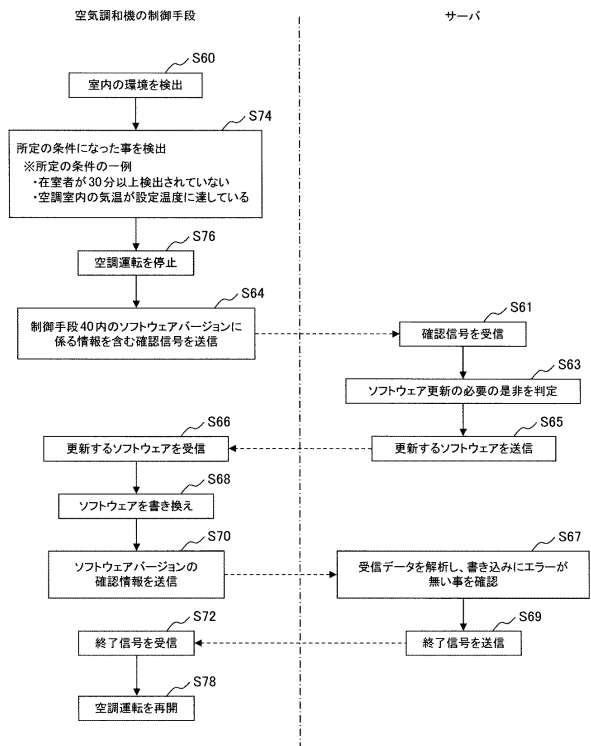 空気調和機の制御手段
サーバ
S60
室内の環境を検出
S74
所定の条件になった事を検出
※所定の条件の一例
・在室者が30分以上検出されていない
・空調室内の気温が設定温度に達している
S76
空調運転を停止
S64
制御手段40内のソフトウェアバージョンに
係る情報を含む確認信号を送信
S61
確認信号を受信
S63
ソフトウェア更新の必要の是非を判定
S65
更新するソフトウェアを送信
S66
更新するソフトウェアを受信
S68
ソフトウェアを書き換え
S70
ソフトウェアバージョンの
確認情報を送信
S67
受信データを解析し、書き込みにエラーが
無い事を確認
S69
終了信号を送信
S72
終了信号を受信
S78
空調運転を再開